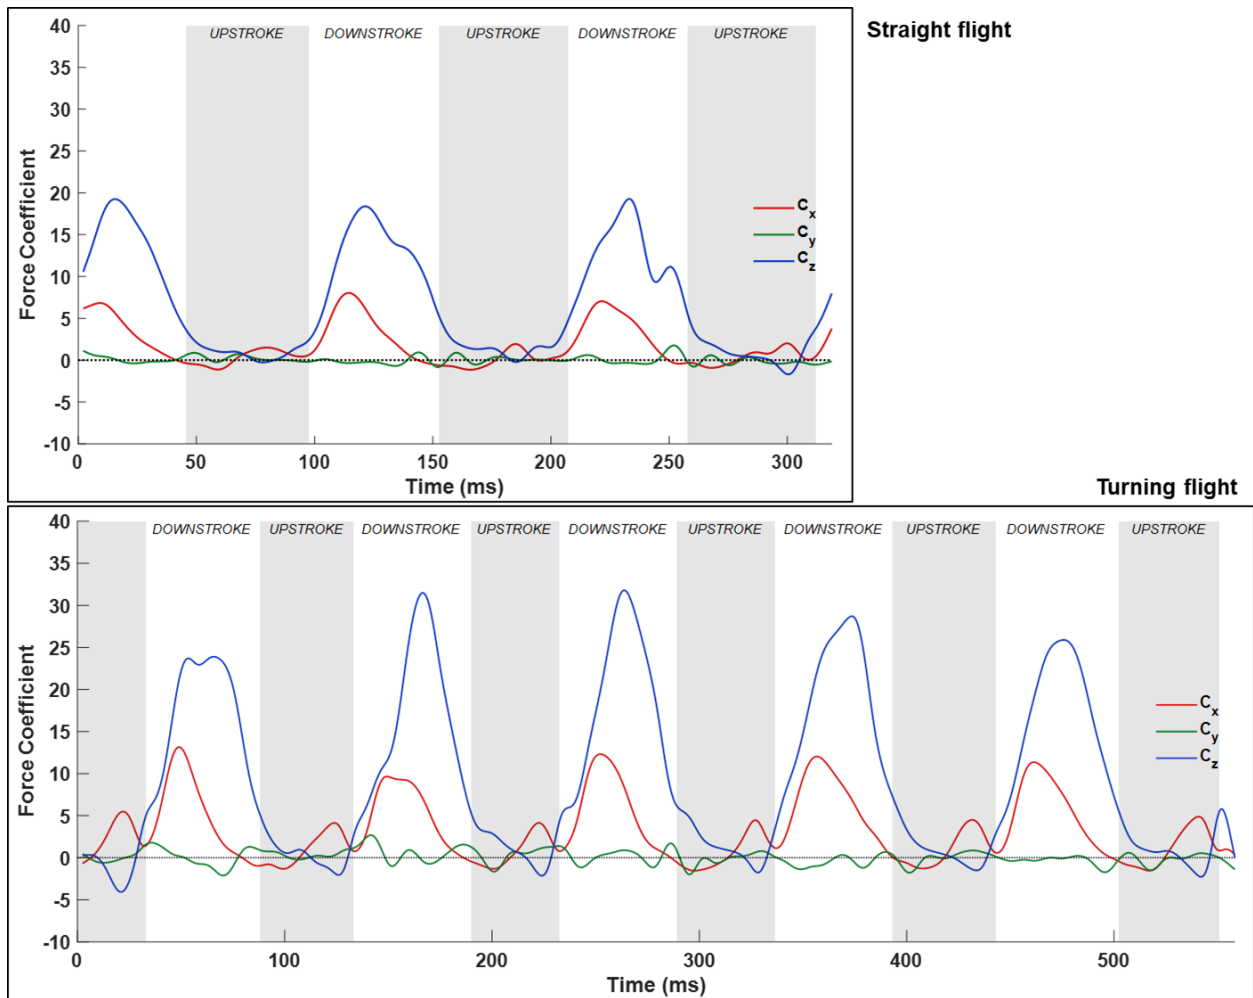 Straight flight
UPSTROKE DOWNSTROKE UPSTROKE DOWNSTROKE UPSTROKE
40
35
30
25
20
15
10
5
0
-5
-10
Force Coefficient
Cx
Cy
Cz
0 50 100 150 200 250 300
Time (ms)
Turning flight
DOWNSTROKE UPSTROKE DOWNSTROKE UPSTROKE DOWNSTROKE UPSTROKE DOWNSTROKE UPSTROKE DOWNSTROKE UPSTROKE
40
35
30
25
20
15
10
5
0
-5
-10
Force Coefficient
Cx
Cy
Cz
0 100 200 300 400 500
Time (ms)